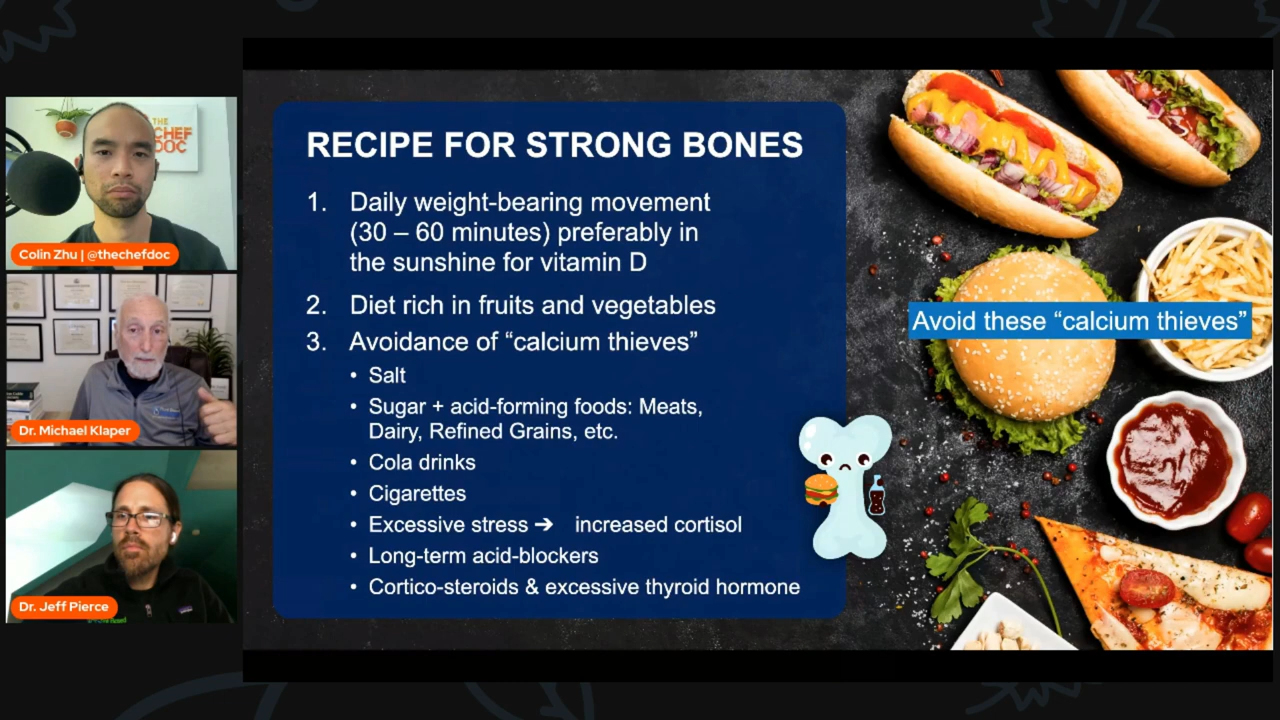 THE
CHEF
DOC
Colin Zhu | @thechefdoc
Dr. Michael Klaper
Dr. Jeff Pierce
RECIPE FOR STRONG BONES
1. Daily weight-bearing movement
(30 – 60 minutes) preferably in
the sunshine for vitamin D
2. Diet rich in fruits and vegetables
3. Avoidance of “calcium thieves”
• Salt
• Sugar + acid-forming foods: Meats,
Dairy, Refined Grains, etc.
• Cola drinks
• Cigarettes
• Excessive stress ➔ increased cortisol
• Long-term acid-blockers
• Cortico-steroids & excessive thyroid hormone
Avoid these “calcium thieves”